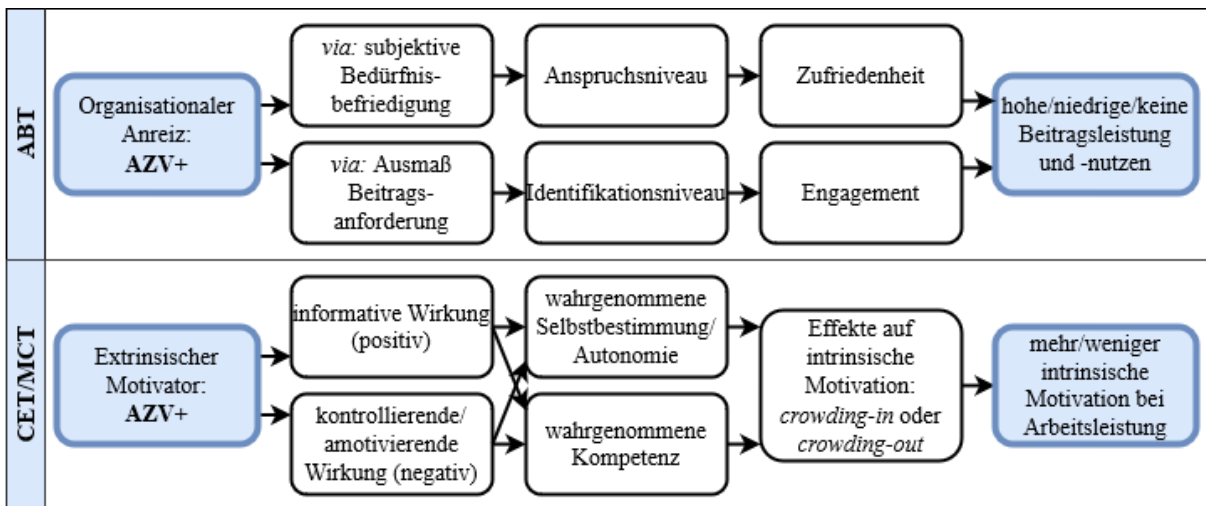 ABT
Organisationaler
Anreiz:
AZV+
via: subjektive
Bedürfnis-
befriedigung
Anspruchsniveau
Zufriedenheit
via: Ausmaß
Beitrags-
anforderung
Identifikationsniveau
Engagement
hohe/niedrige/keine
Beitragsleistung
und -nutzen
CET/MCT
Extrinsischer
Motivator:
AZV+
informative Wirkung
(positiv)
kontrollierende/
amotivierende
Wirkung (negativ)
wahrgenommene
Selbstbestimmung/
Autonomie
wahrgenommene
Kompetenz
Effekte auf
intrinsische
Motivation:
crowding-in oder
crowding-out
mehr/weniger
intrinsische
Motivation bei
Arbeitsleistung